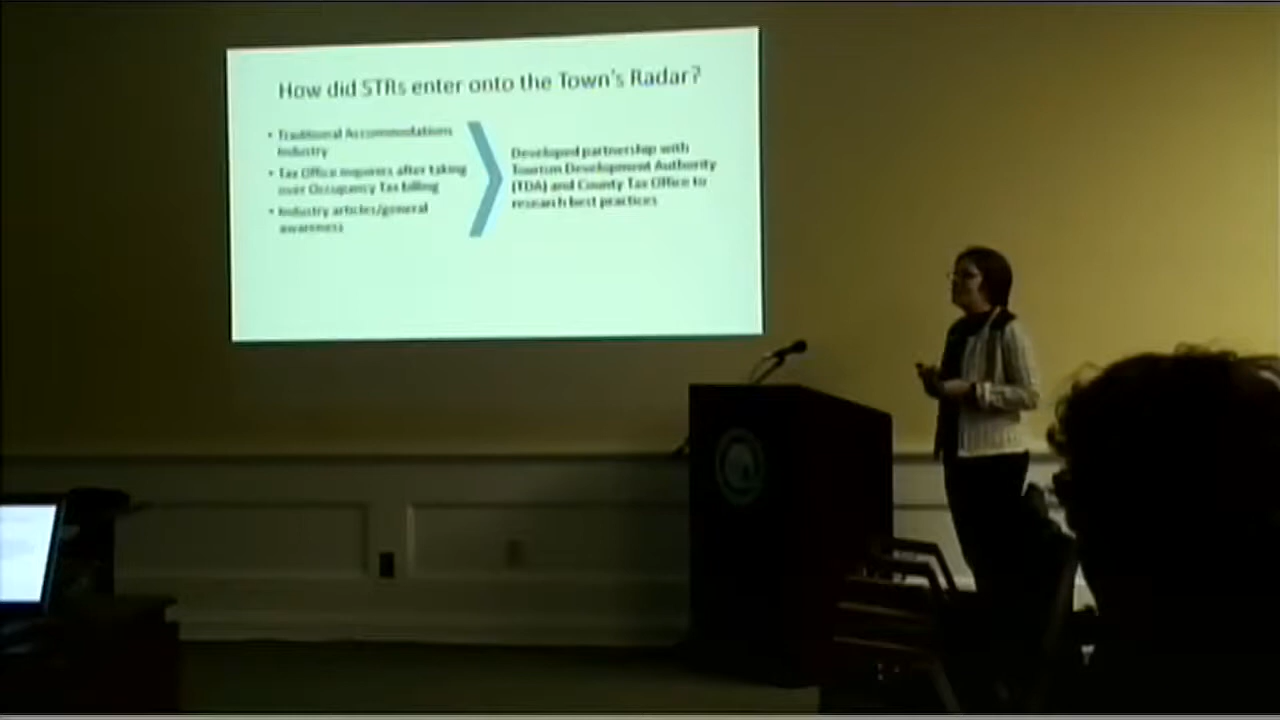 How did STRs enter onto the Town's Radar?
• Traditional Accommodations
Industry
• Tax Office inquiries after taking
over Occupancy Tax billing
• Industry articles/general
awareness
Developed partnership with
Tourism Development Authority
(TDA) and County Tax Office to
research best practices